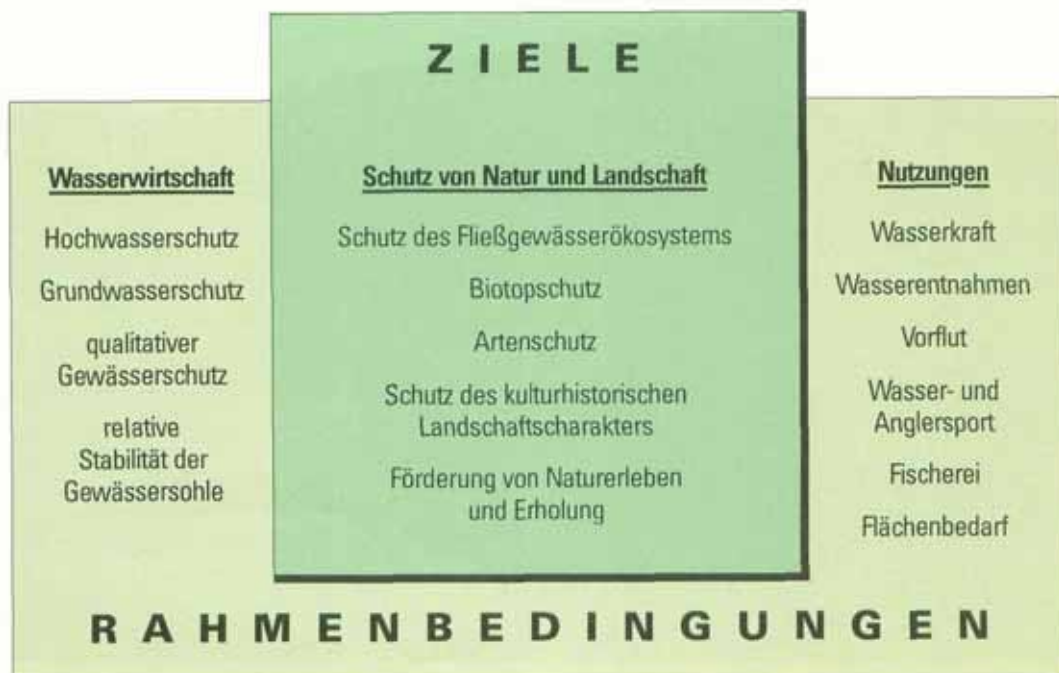 ZIELE
Wasserwirtschaft
Hochwasserschutz
Grundwasserschutz
qualitativer
Gewässerschutz
relative
Stabilität der
Gewässersohle
Schutz von Natur und Landschaft
Schutz des Fließgewässerökosystems
Biotopschutz
Artenschutz
Schutz des kulturhistorischen
Landschaftscharakters
Förderung von Naturerleben
und Erholung
Nutzungen
Wasserkraft
Wasserentnahmen
Vorflut
Wasser- und
Anglersport
Fischerei
Flächenbedarf
RAHMENBEDINGUNGEN